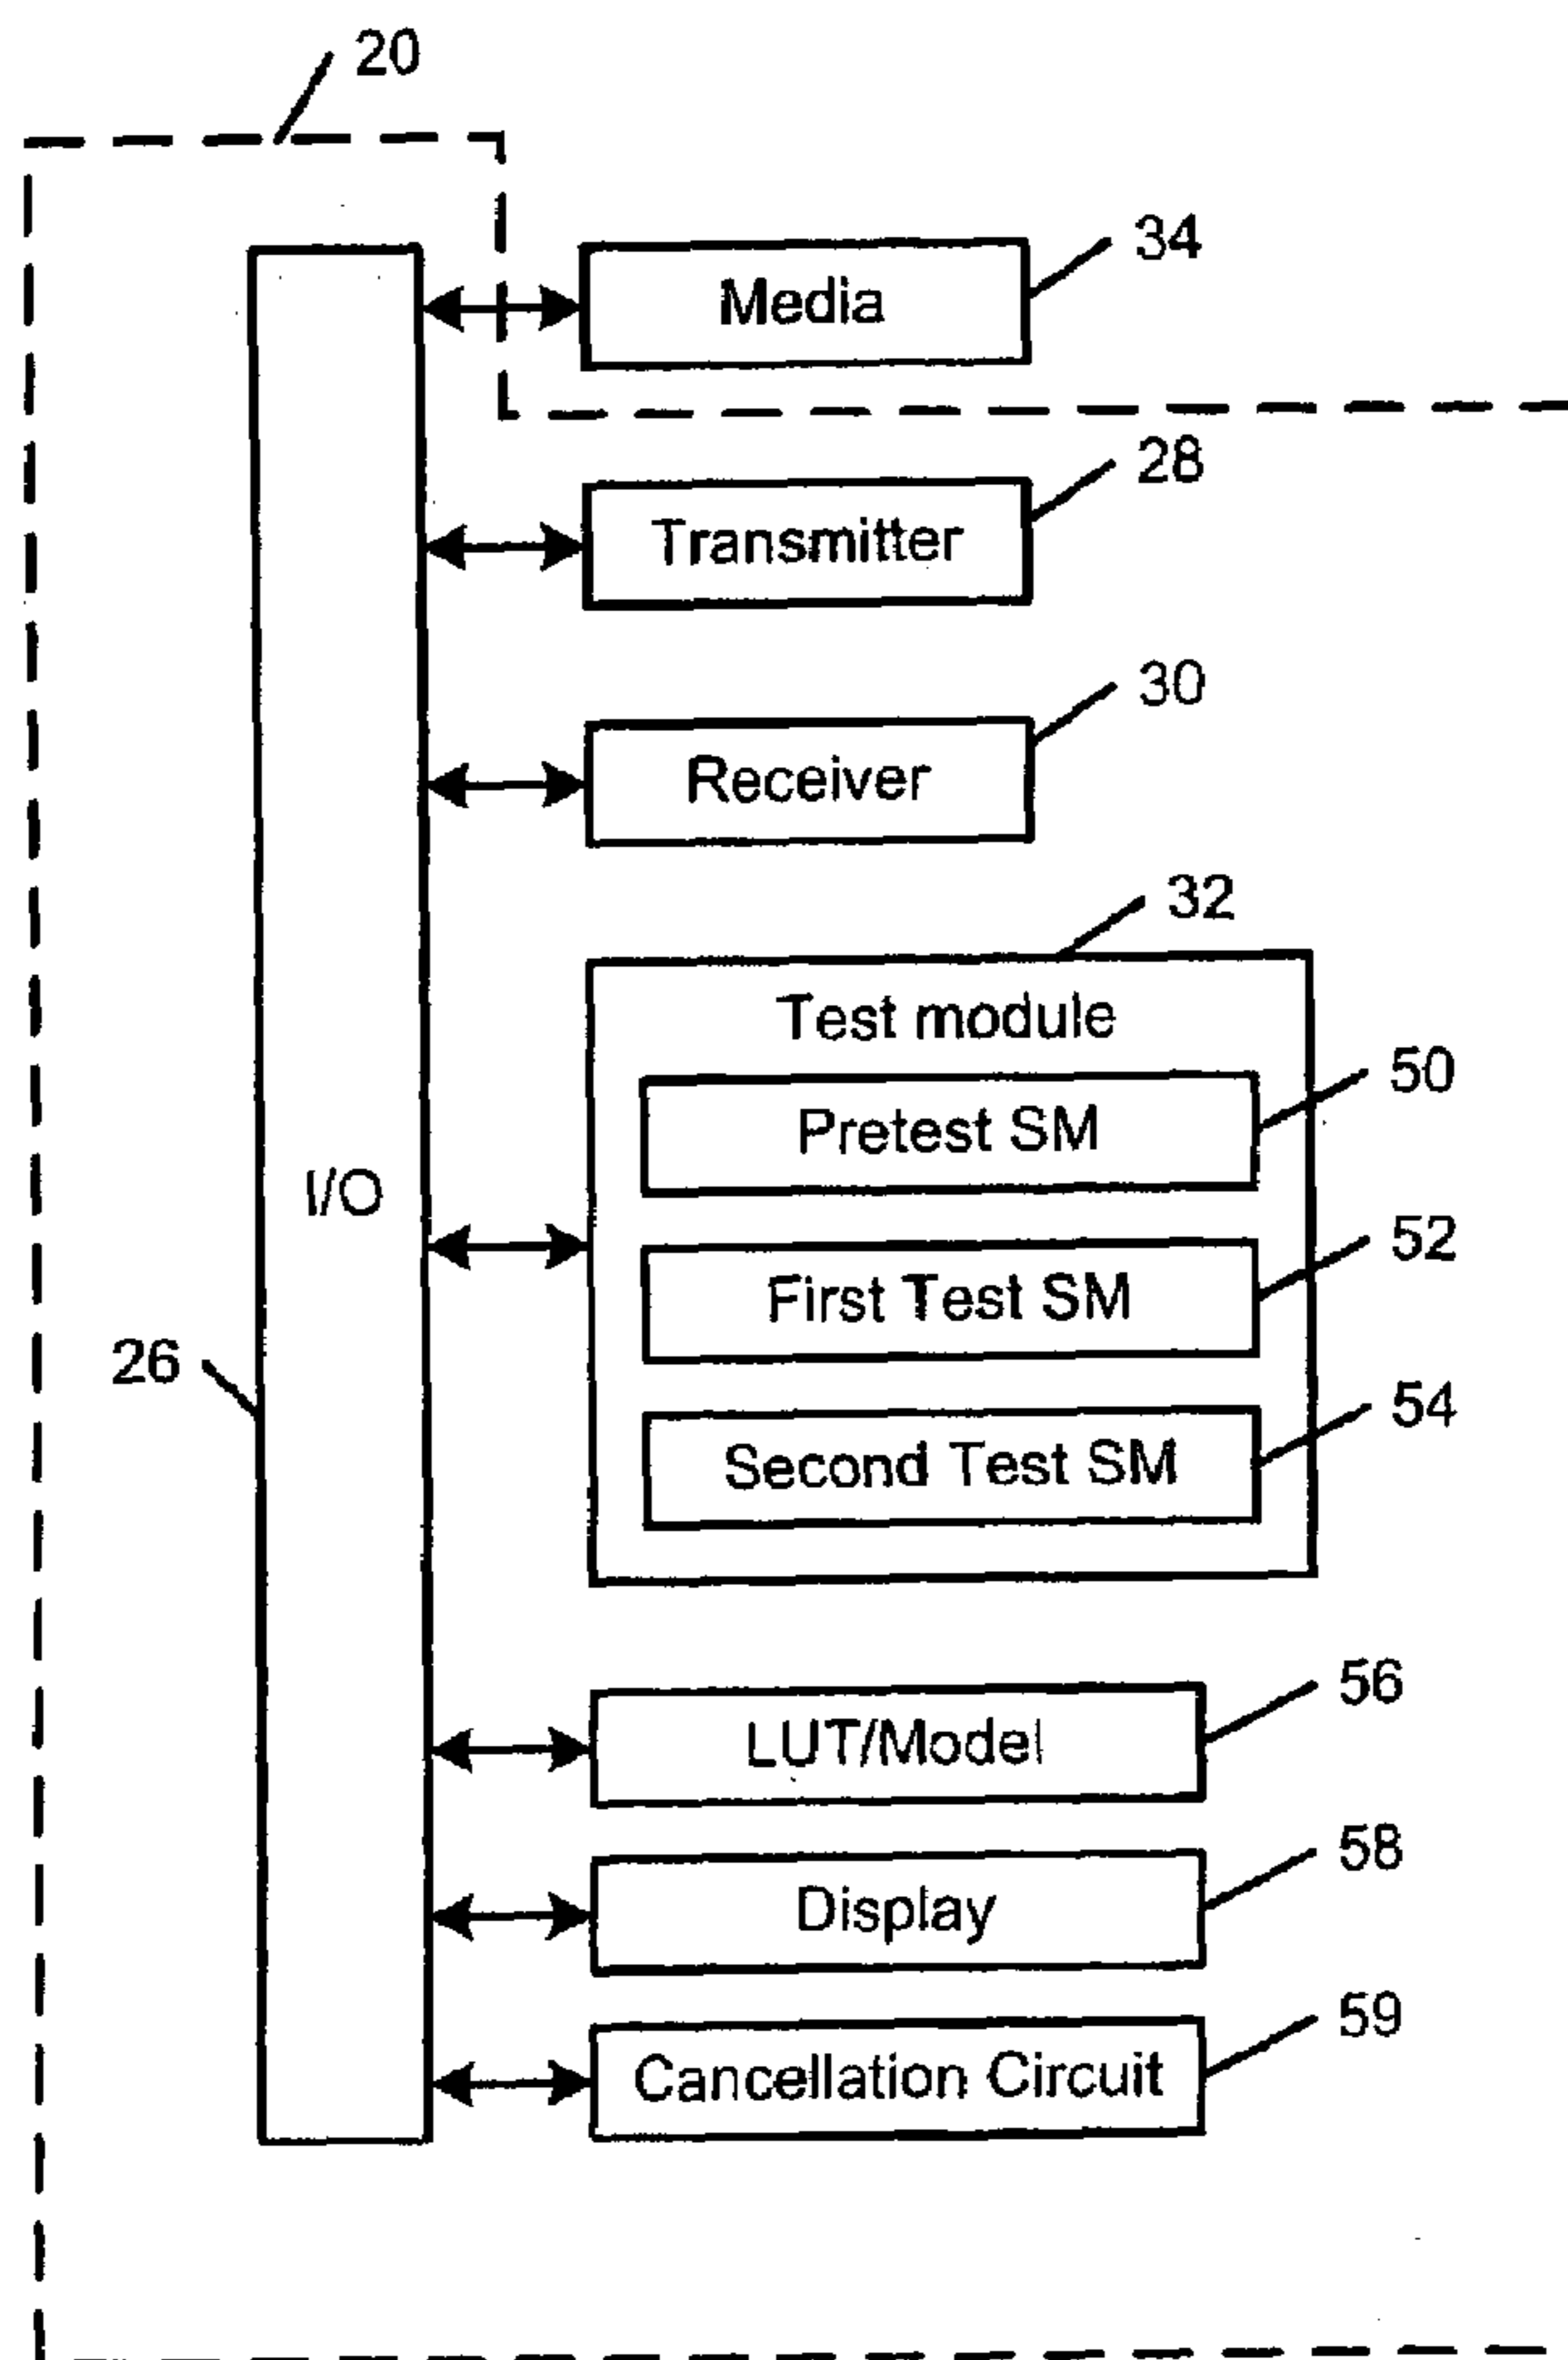 20
34
Media
28
Transmitter
30
Receiver
32
Test module
50
Pretest SM
I/O
52
First Test SM
26
54
Second Test SM
56
LUT/Model
58
Display
59
Cancellation Circuit